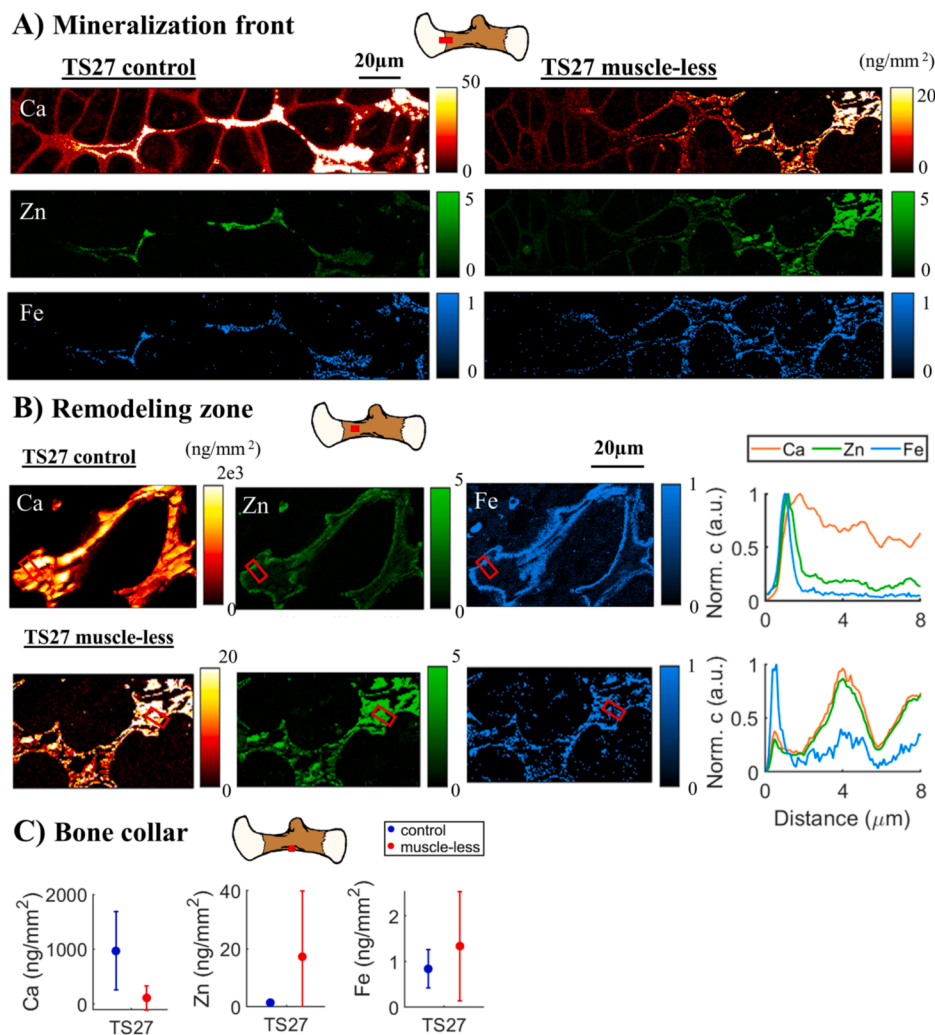 A) Mineralization front
TS27 control
20μm
TS27 muscle-less
(ng/mm²)
Ca
50
0
20
0
Zn
5
0
5
0
Fe
1
0
1
0
B) Remodeling zone
TS27 control
(ng/mm²)
20μm
Ca
2e3
0
Zn
5
0
Fe
1
0
Ca Zn Fe
Norm. c (a.u.)
1
0.5
0
0 4 8
TS27 muscle-less
20
0
5
0
1
0
Norm. c (a.u.)
1
0.5
0
0 4 8
Distance (μm)
C) Bone collar
control
muscle-less
Ca (ng/mm²)
2000
1000
0
TS27
Zn (ng/mm²)
40
20
0
TS27
Fe (ng/mm²)
2
1
0
TS27